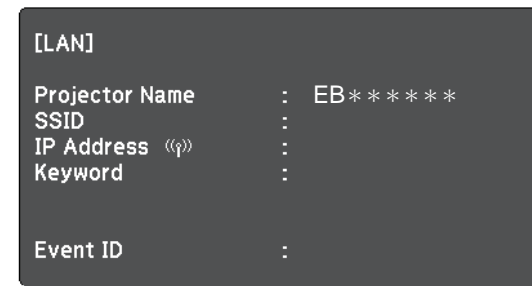 [LAN]
Projector Name : EB******
SSID :
IP Address :
Keyword :
Event ID :